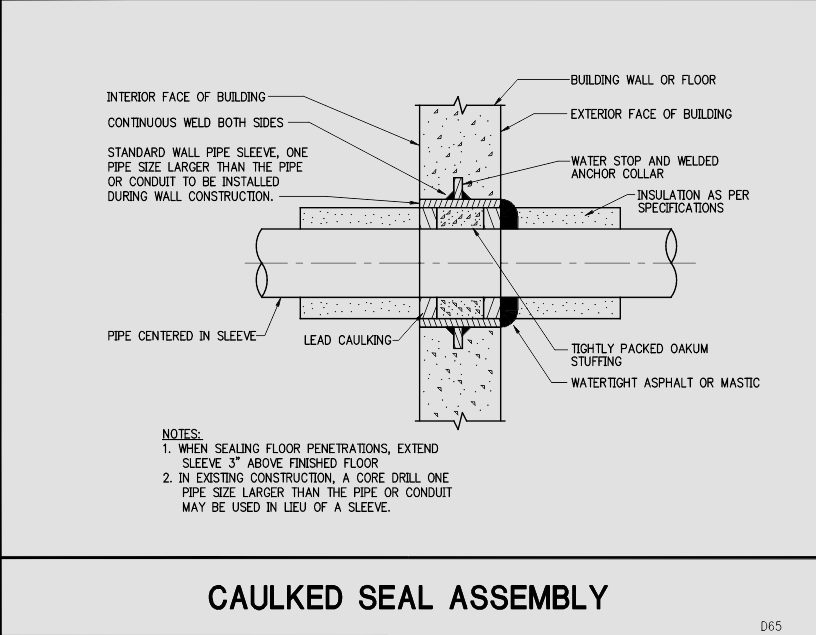 INTERIOR FACE OF BUILDING
CONTINUOUS WELD BOTH SIDES
STANDARD WALL PIPE SLEEVE, ONE
PIPE SIZE LARGER THAN THE PIPE
OR CONDUIT TO BE INSTALLED
DURING WALL CONSTRUCTION.
BUILDING WALL OR FLOOR
EXTERIOR FACE OF BUILDING
WATER STOP AND WELDED
ANCHOR COLLAR
INSULATION AS PER
SPECIFICATIONS
PIPE CENTERED IN SLEEVE
LEAD CAULKING
TIGHTLY PACKED OAKUM
STUFFING
WATERTIGHT ASPHALT OR MASTIC
NOTES:
1. WHEN SEALING FLOOR PENETRATIONS, EXTEND
SLEEVE 3" ABOVE FINISHED FLOOR
2. IN EXISTING CONSTRUCTION, A CORE DRILL ONE
PIPE SIZE LARGER THAN THE PIPE OR CONDUIT
MAY BE USED IN LIEU OF A SLEEVE.
CAULKED SEAL ASSEMBLY
D65